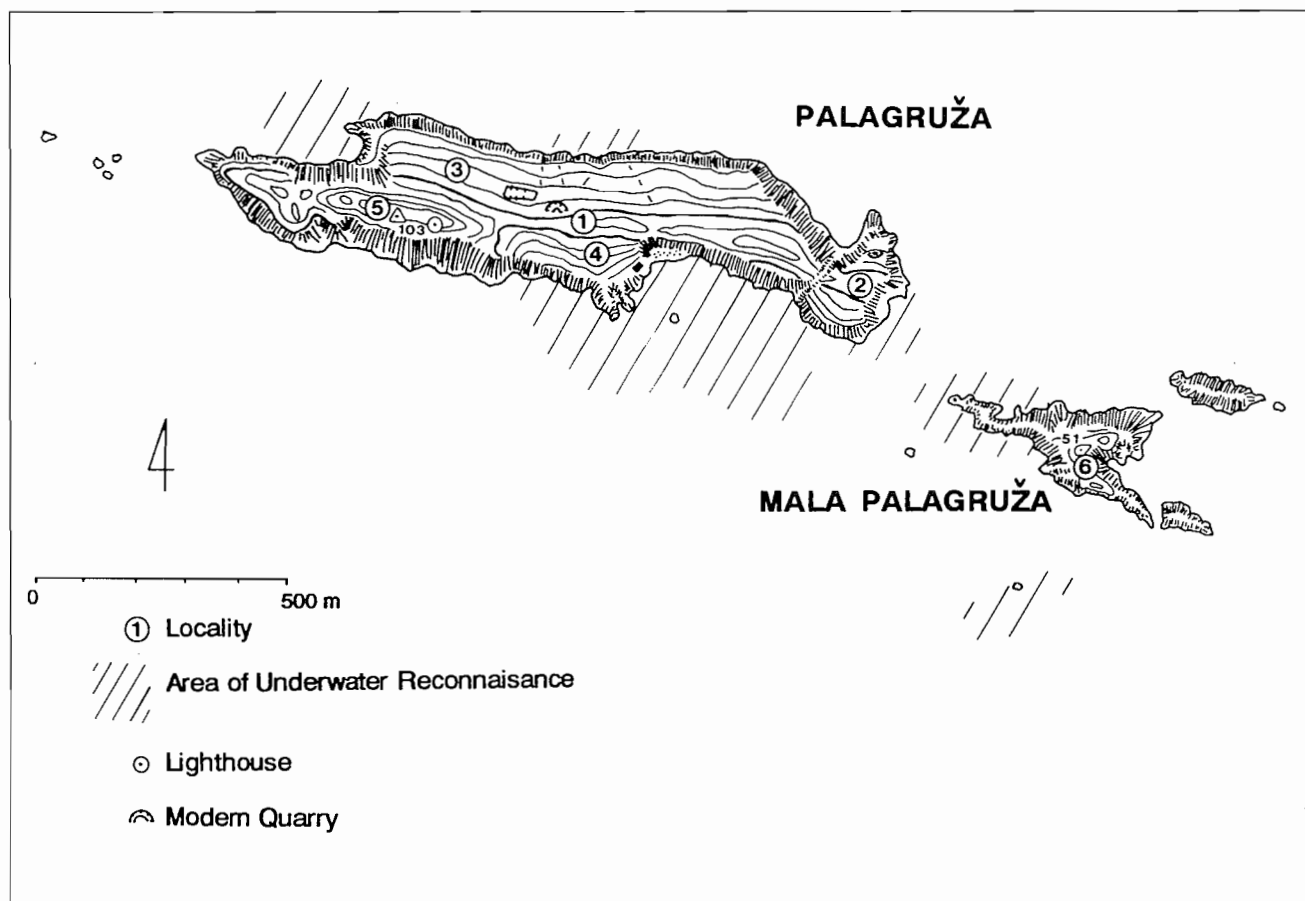 PALAGRUŽA
3
5
103
1
4
2
51
6
MALA PALAGRUŽA
0
500 m
1 Locality
Area of Underwater Reconnaisance
Lighthouse
Modern Quarry